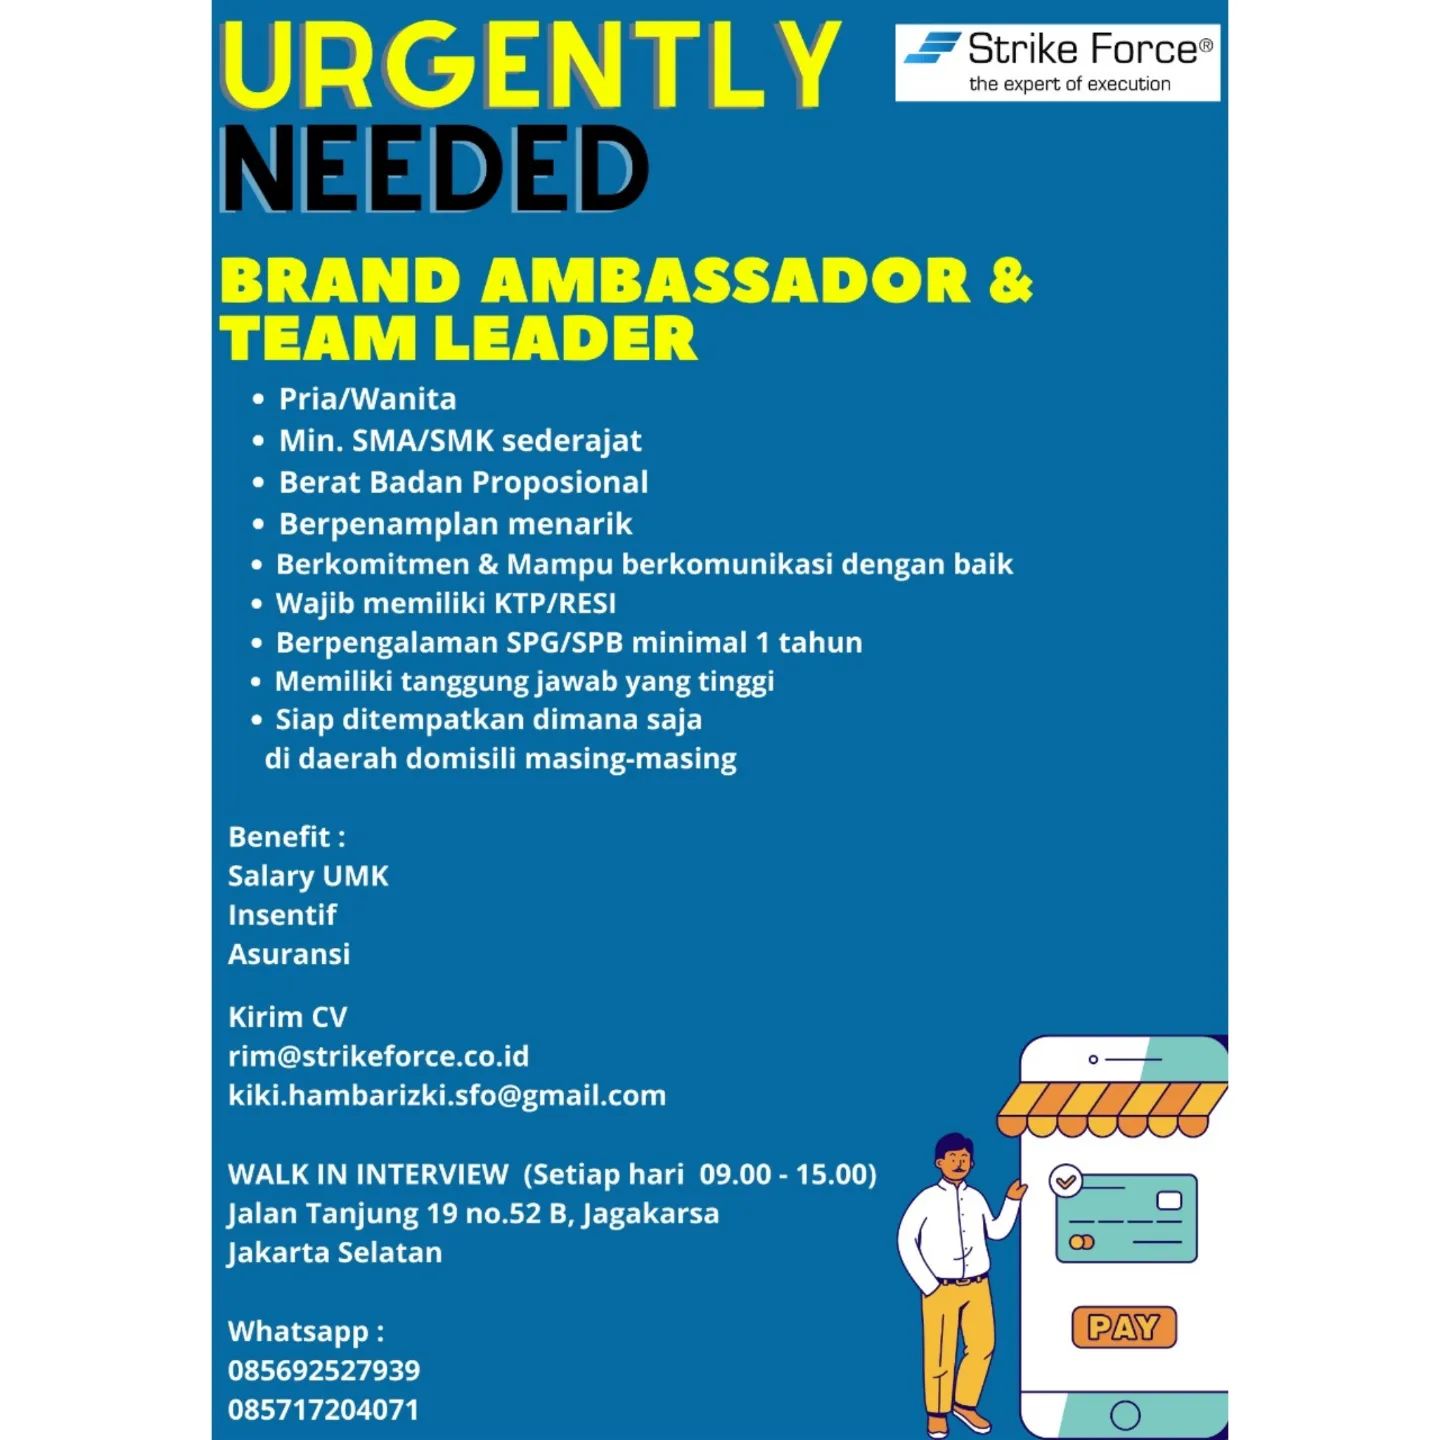 URGENTLY
NEEDED
Strike Force®
the expert of execution
BRAND AMBASSADOR &
TEAM LEADER
• Pria/Wanita
• Min. SMA/SMK sederajat
• Berat Badan Proposional
• Berpenamplan menarik
• Berkomitmen & Mampu berkomunikasi dengan baik
• Wajib memiliki KTP/RESI
• Berpengalaman SPG/SPB minimal 1 tahun
• Memiliki tanggung jawab yang tinggi
• Siap ditempatkan dimana saja
di daerah domisili masing-masing
Benefit :
Salary UMK
Insentif
Asuransi
Kirim CV
rim@strikeforce.co.id
kiki.hambarizki.sfo@gmail.com
WALK IN INTERVIEW (Setiap hari 09.00 - 15.00)
Jalan Tanjung 19 no.52 B, Jagakarsa
Jakarta Selatan
Whatsapp :
085692527939
085717204071
PAY